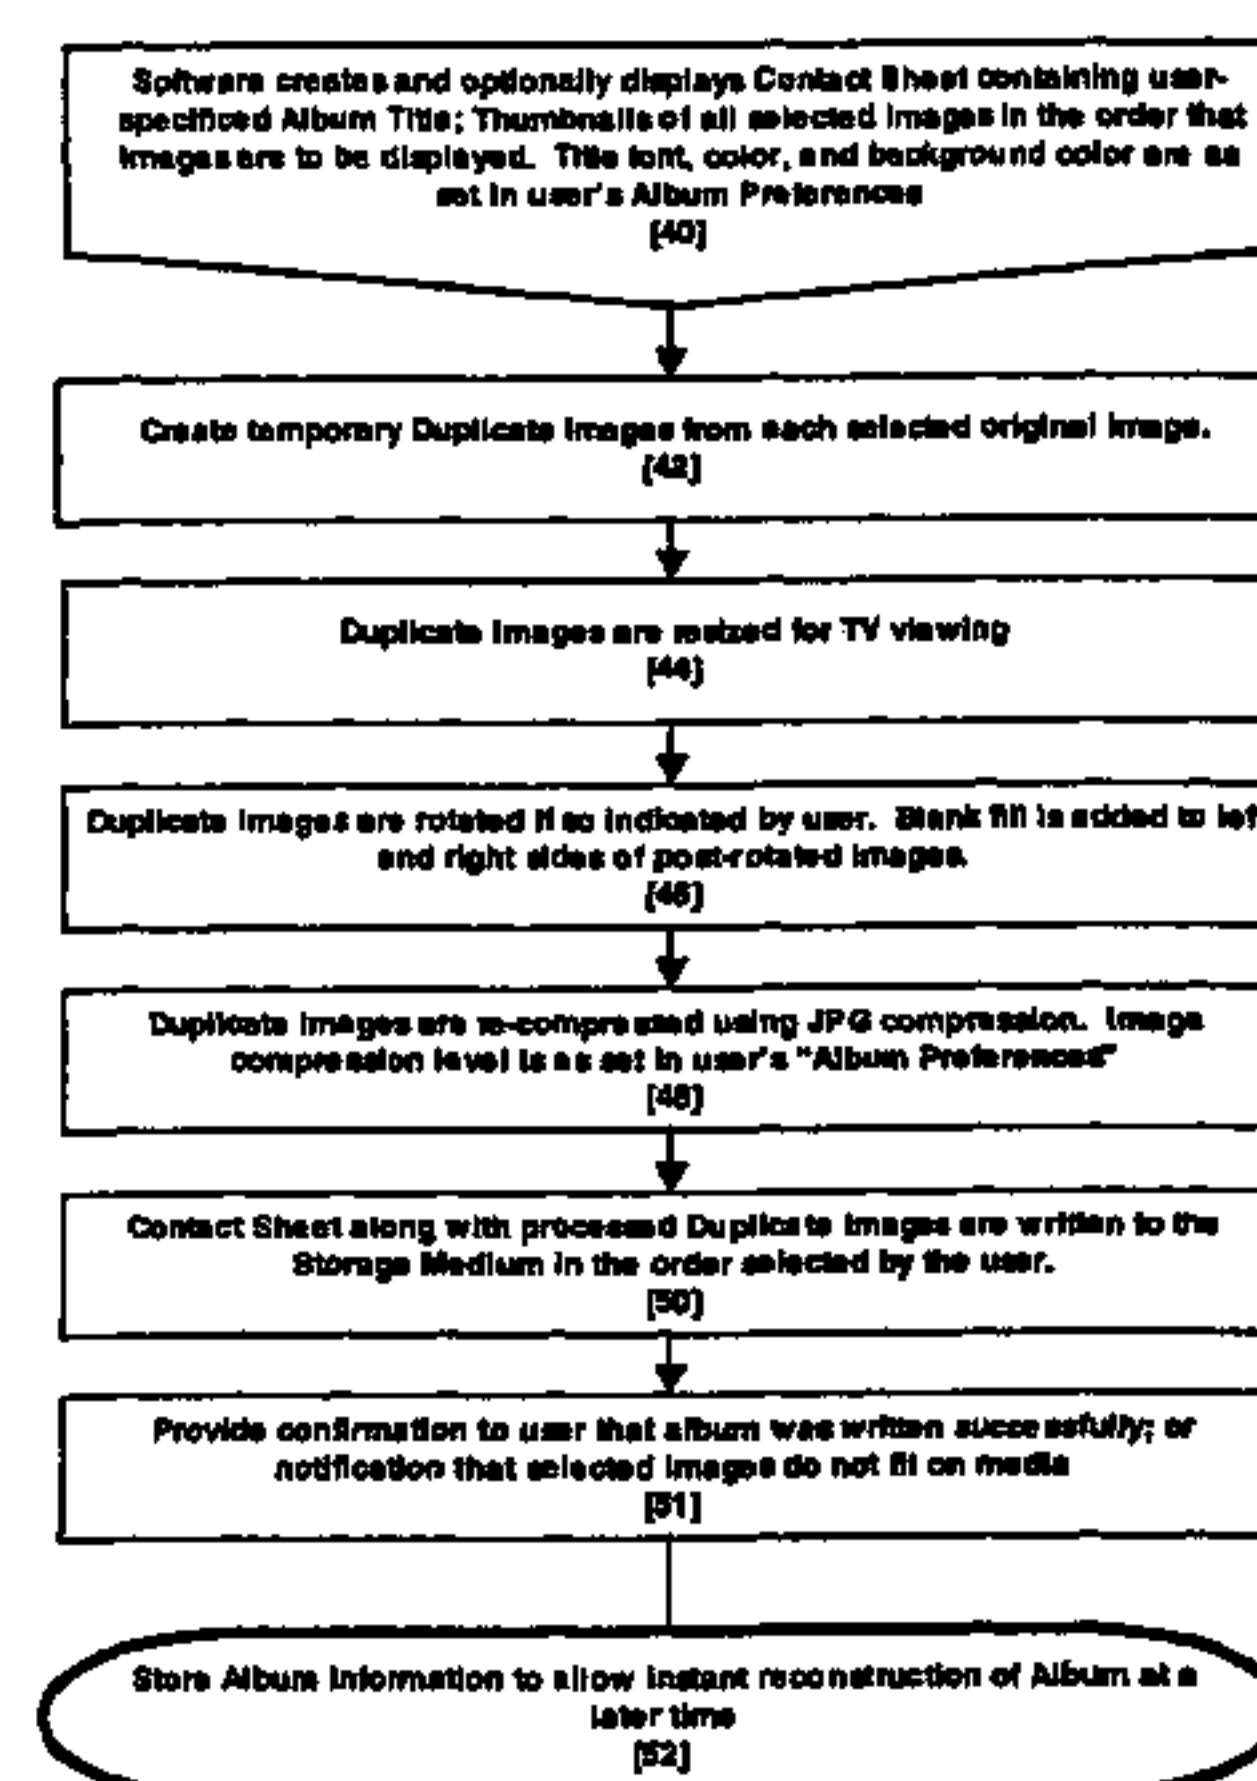 Software creates and optionally displays Contact Sheet containing user-
specificed Album Title; Thumbnails of all selected images in the order that
images are to be displayed. Title font, color, and background color are as
set in user's Album Preferences
[40]
Create temporary Duplicate Images from each selected original image.
[42]
Duplicate Images are resized for TV viewing
[44]
Duplicate Images are rotated if so indicated by user. Blank fill is added to lef
and right sides of post-rotated images.
[46]
Duplicate Images are re-compressed using JPG compression. Image
compression level is as set in user's "Album Preferences"
[48]
Contact Sheet along with processed Duplicate Images are written to the
Storage Medium in the order selected by the user.
[50]
Provide confirmation to user that album was written successfully; or
notification that selected images do not fit on media
[51]
Store Album Information to allow instant reconstruction of Album at a
later time
[52]